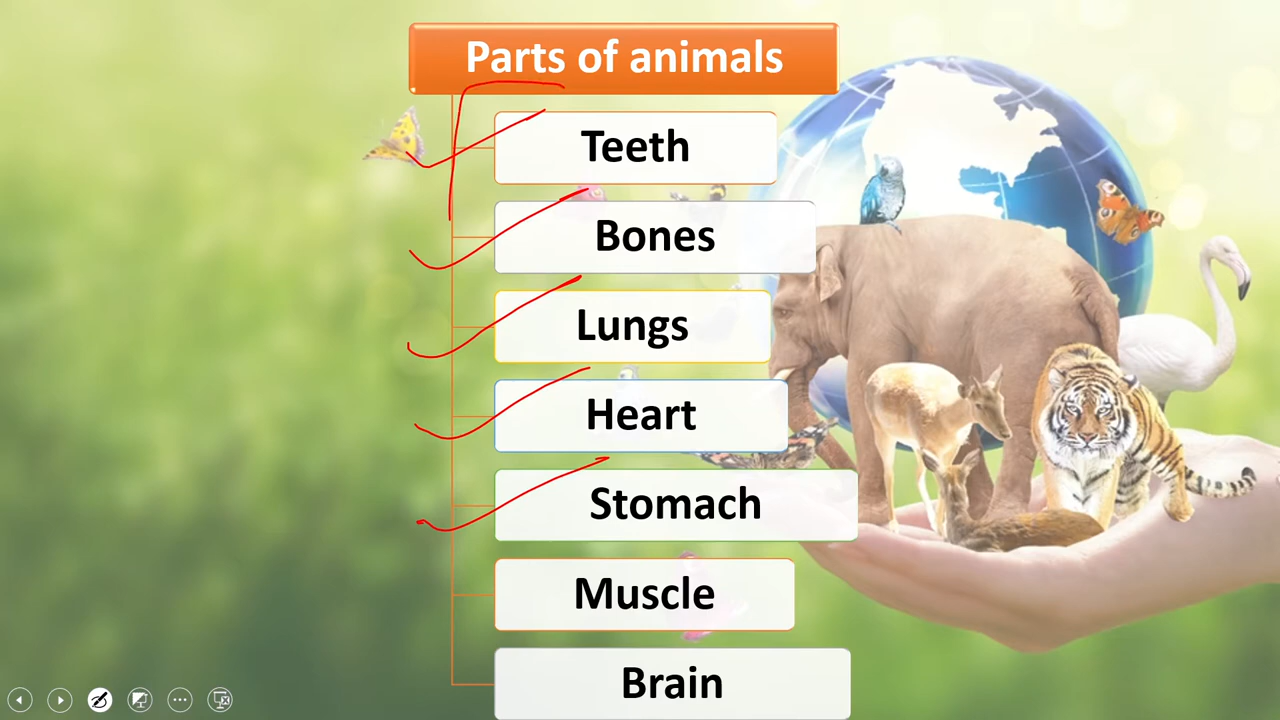 Parts of animals
Teeth
Bones
Lungs
Heart
Stomach
Muscle
Brain